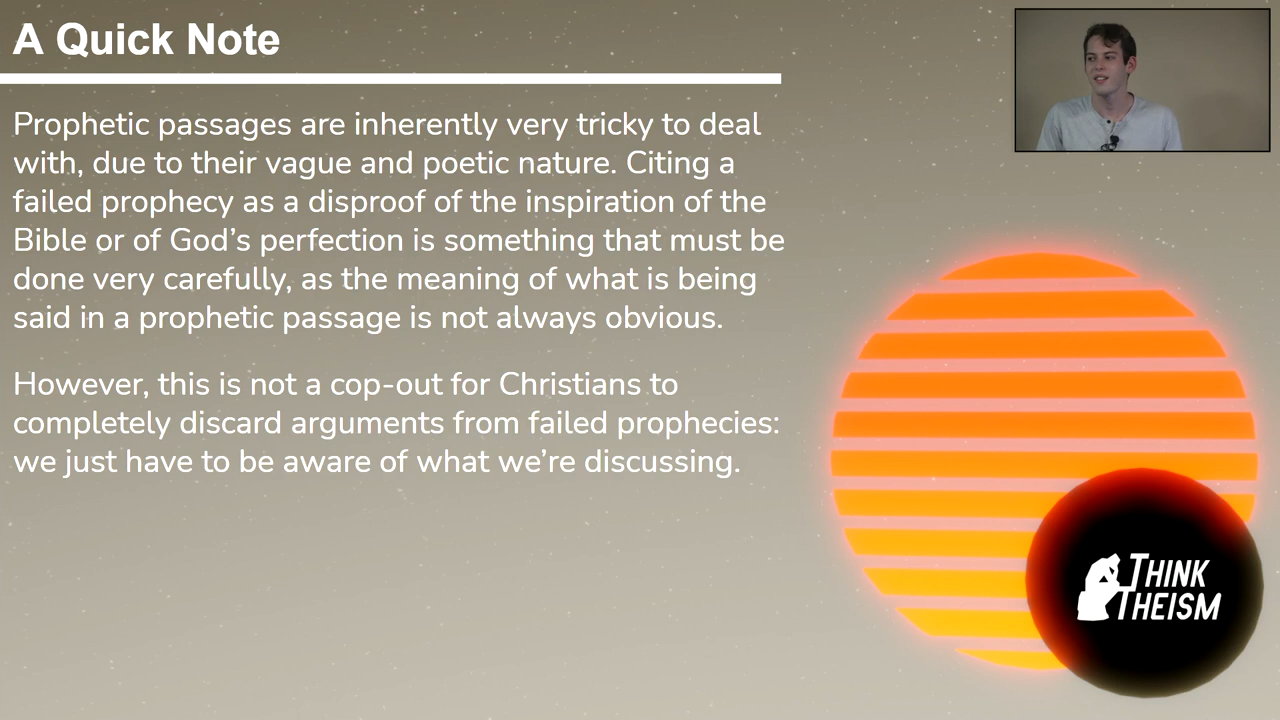 A Quick Note
Prophetic passages are inherently very tricky to deal
with, due to their vague and poetic nature. Citing a
failed prophecy as a disproof of the inspiration of the
Bible or of God’s perfection is something that must be
done very carefully, as the meaning of what is being
said in a prophetic passage is not always obvious.
However, this is not a cop-out for Christians to
completely discard arguments from failed prophecies:
we just have to be aware of what we’re discussing.
THINK
THEISM